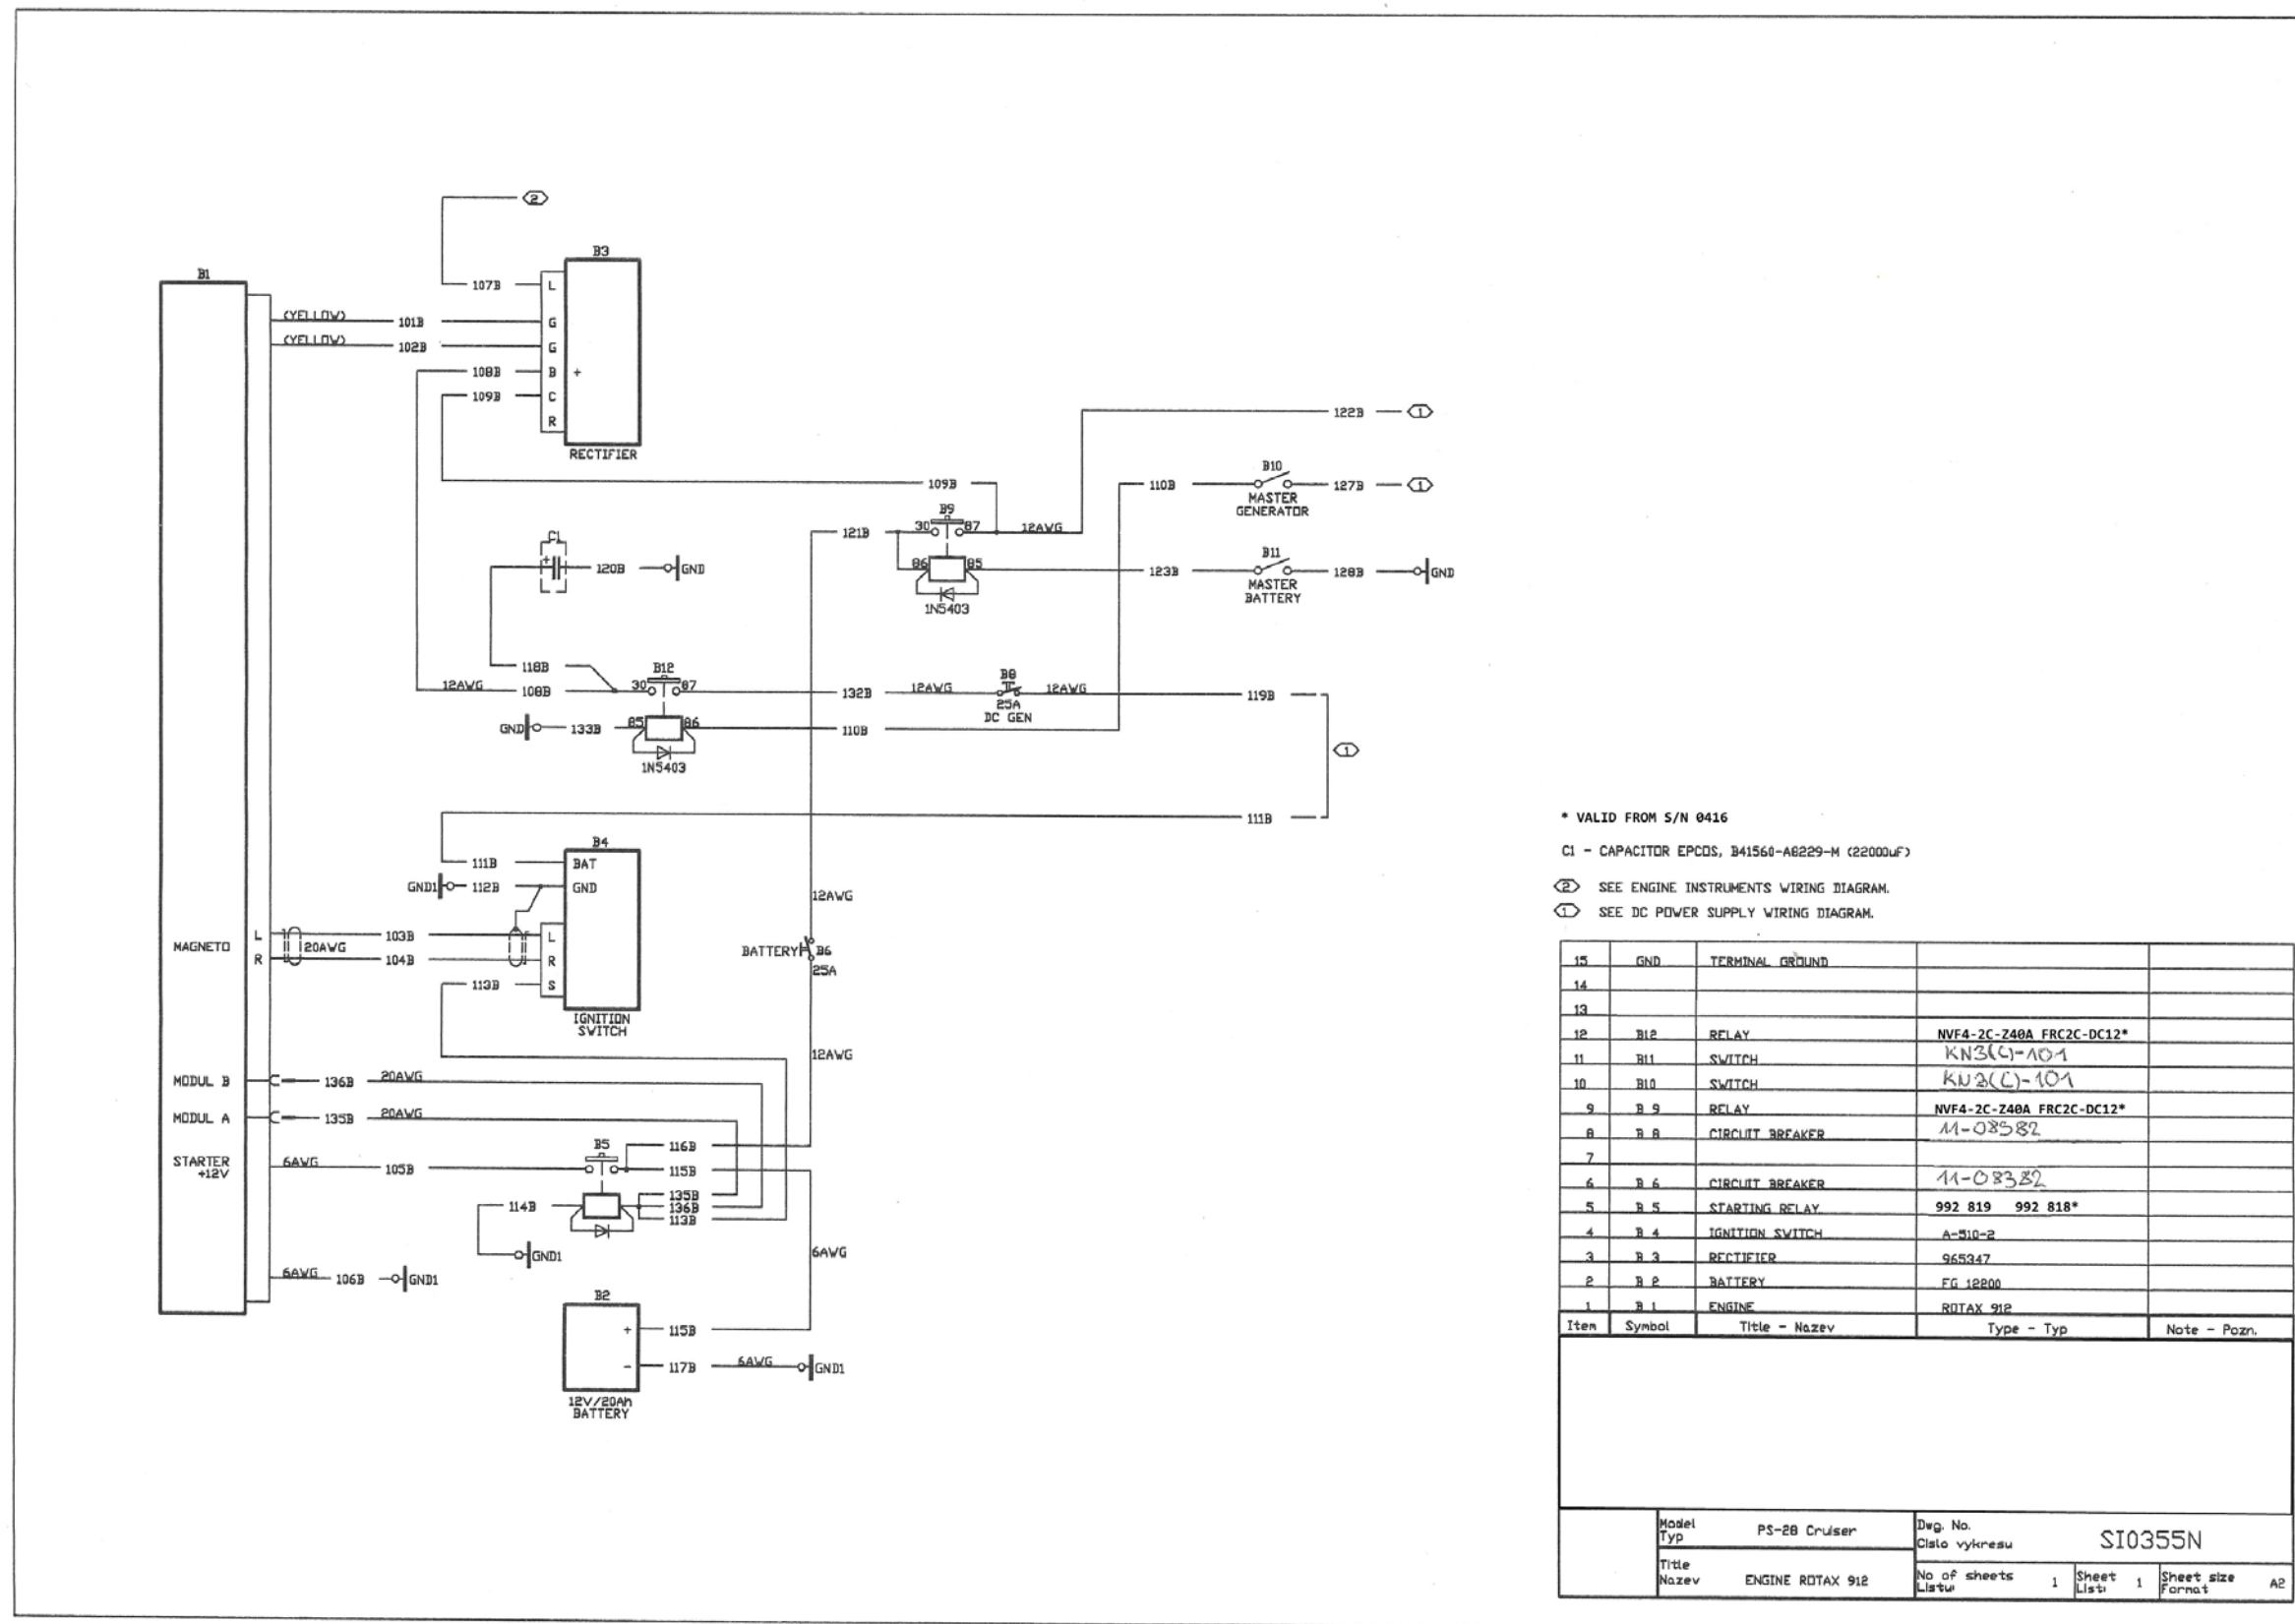 2
B3
B1
107B L
(YELLOW) 101B G
(YELLOW) 102B G
108B B +
109B C
R
RECTIFIER
122B 1
B10
109B 110B 127B 1
MASTER
GENERATOR
B9
121B 30 87 12AWG
C1
+ 120B GND
B11
86 85 123B 128B GND
MASTER
BATTERY
1N5403
118B B12 B8
12AWG 108B 30 87 132B 12AWG 12AWG 119B
25A
DC GEN
GND 133B 85 86 110B
1
1N5403
111B
B4
111B BAT
GND1 112B GND
12AWG
MAGNETO L 20AWG 103B L
R 104B R
BATTERY B6
25A
113B S
IGNITION
SWITCH
12AWG
MODUL B 136B 20AWG
MODUL A 135B 20AWG
B5 116B
STARTER
+12V
6AWG 105B 115B
135B
136B
113B
114B
GND1
6AWG
6AWG 106B GND1
B2
+ 115B
- 117B 6AWG GND1
12V/20Ah
BATTERY
* VALID FROM S/N 0416
C1 - CAPACITOR EPCOS, B41560-A8229-M (22000uF)
2 SEE ENGINE INSTRUMENTS WIRING DIAGRAM.
1 SEE DC POWER SUPPLY WIRING DIAGRAM.
15 GND TERMINAL GROUND
14
13
12 B12 RELAY NVF4-2C-Z40A FRC2C-DC12*
11 B11 SWITCH KN3(C)-101
10 B10 SWITCH KN3(C)-101
9 B 9 RELAY NVF4-2C-Z40A FRC2C-DC12*
8 B 8 CIRCUIT BREAKER
7
6 B 6 CIRCUIT BREAKER 11-08382
5 B 5 STARTING RELAY 992 819 992 818*
4 B 4 IGNITION SWITCH A-510-2
3 B 3 RECTIFIER 965347
2 B 2 BATTERY FG 12200
1 B 1 ENGINE ROTAX 912
Item Symbol Title - Nazev Type - Typ Note - Pozn.
Model
Typ
PS-28 Cruiser
Dwg. No.
Cislo vykresu
SI0355N
Title
Nazev
ENGINE ROTAX 912
No of sheets
Listu
1
Sheet
List
1
Sheet size
Format
A2